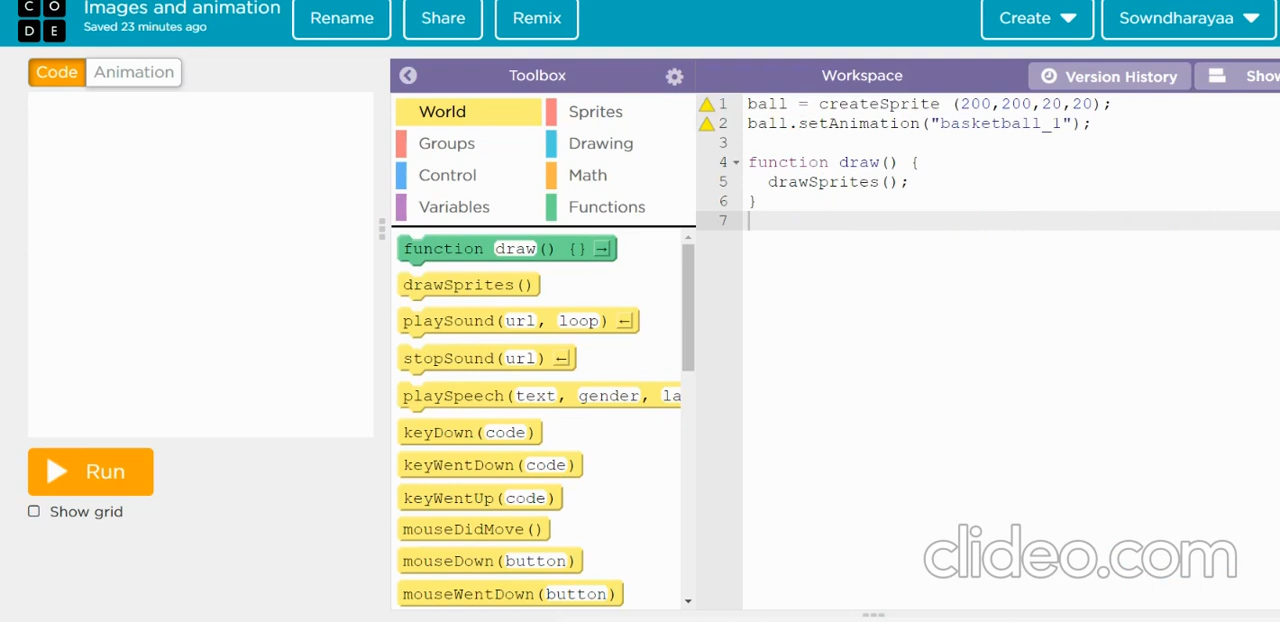 C O
D E
Images and animation
Saved 23 minutes ago
Rename
Share
Remix
Create
Sowndharayaa
Code
Animation
Toolbox
Workspace
Version History
Show
World
Sprites
Groups
Drawing
Control
Math
Variables
Functions
function draw() {}
drawSprites()
playSound(url, loop)
stopSound(url)
playSpeech(text, gender, la
keyDown(code)
keyWentDown(code)
keyWentUp(code)
mouseDidMove()
mouseDown(button)
mouseWentDown(button)
1 ball = createSprite (200,200,20,20);
2 ball.setAnimation("basketball_1");
3
4 function draw() {
5 drawSprites();
6 }
7
Run
Show grid
clideo.com